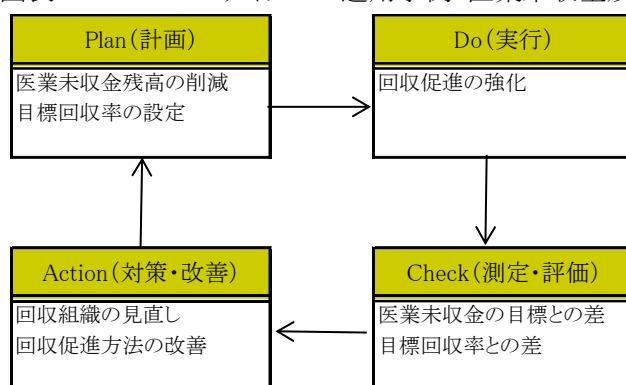 Plan(計画)
医業未収金残高の削減
目標回収率の設定
Do(実行)
回収促進の強化
Action(対策・改善)
回収組織の見直し
回収促進方法の改善
Check(測定・評価)
医業未収金の目標との差
目標回収率との差